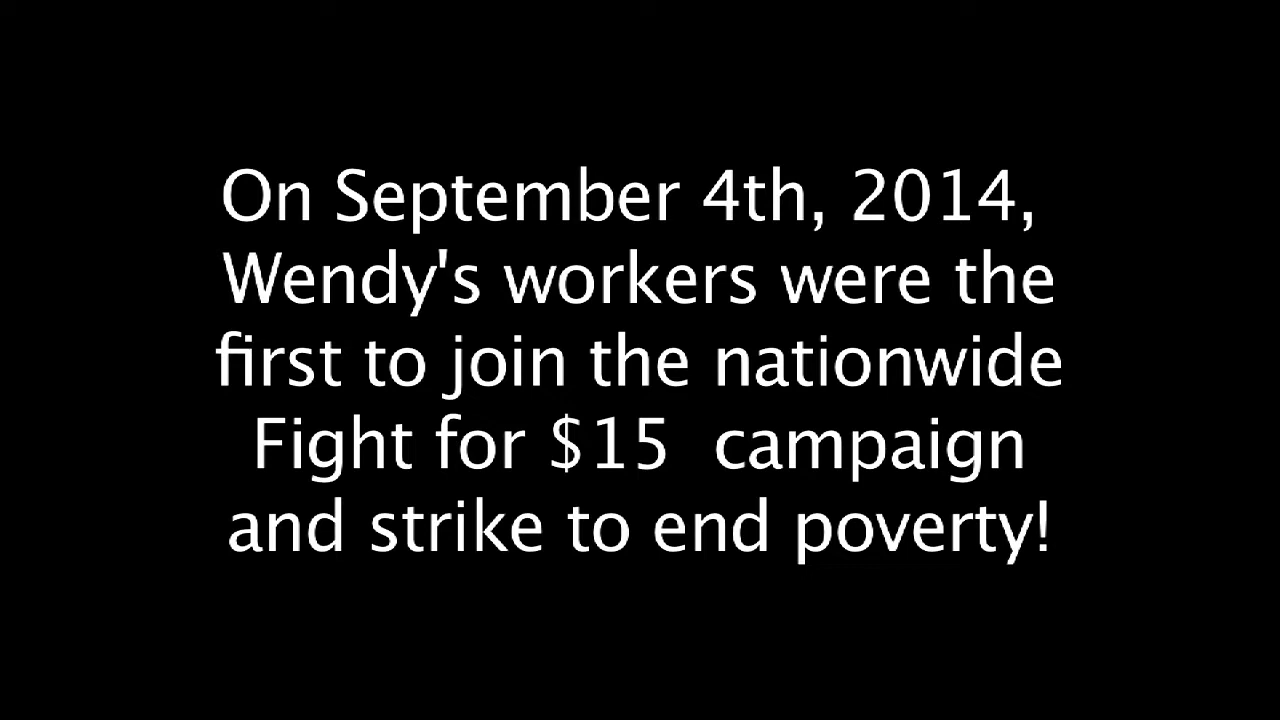 On September 4th, 2014,
Wendy's workers were the
first to join the nationwide
Fight for $15  campaign
and strike to end poverty!